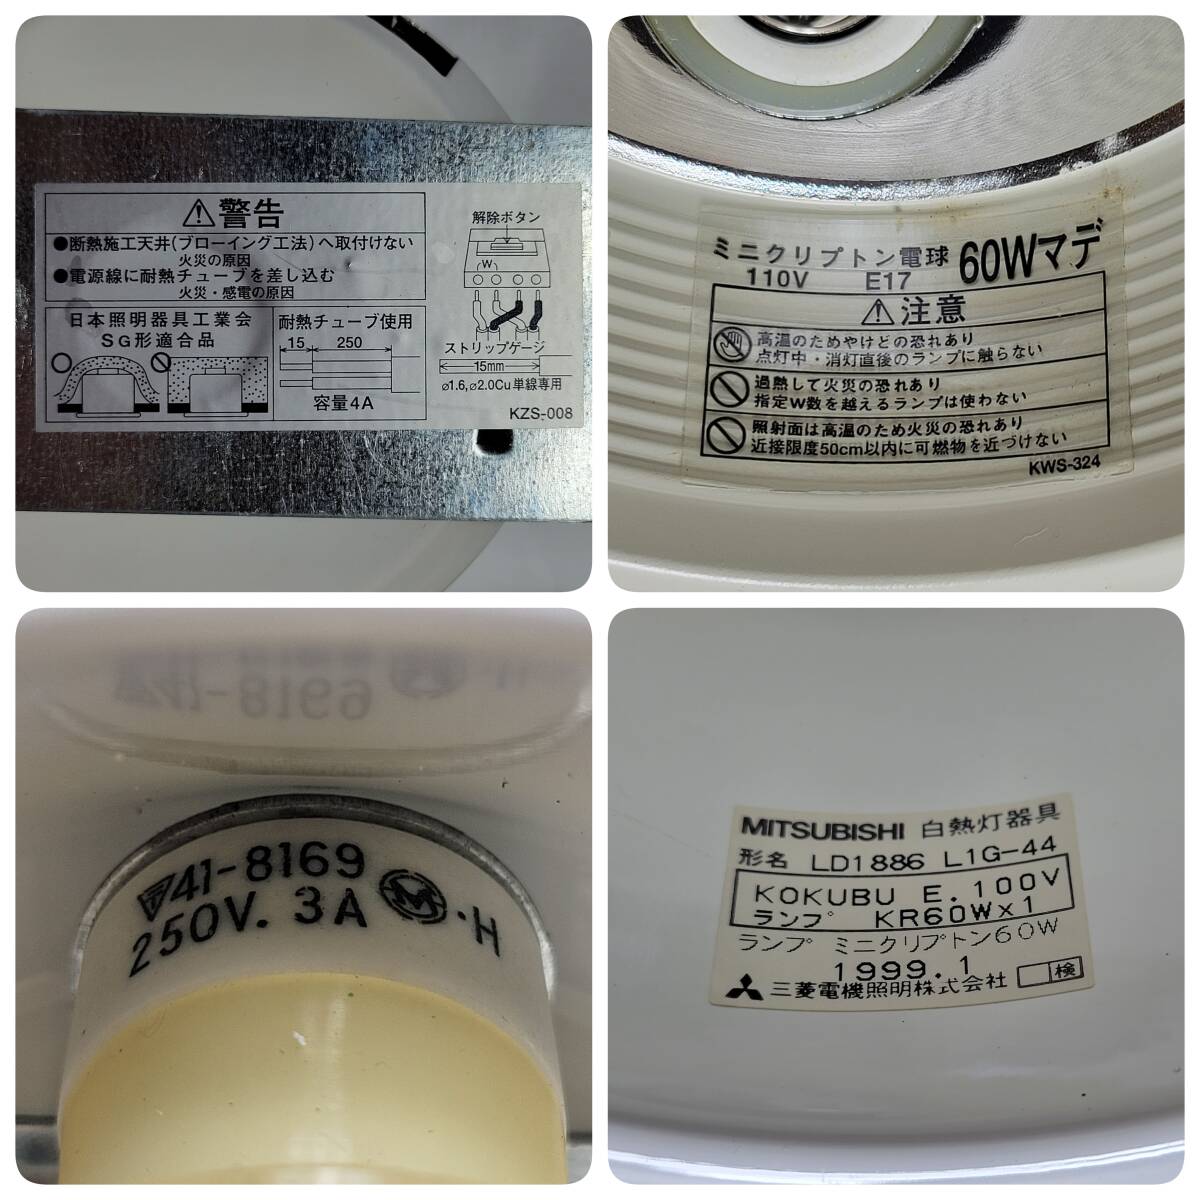 ⚠警告
●断熱施工天井(ブローイング工法)へ取付けない
火災の原因
●電源線に耐熱チューブを差し込む
火災・感電の原因
日本照明器具工業会
SG形適合品
耐熱チューブ使用
15 250
容量4A
解除ボタン
W
ストリップゲージ
15mm
ø1.6,ø2.0Cu単線専用
KZS-008
ミニクリプトン電球 60Wマデ
110V E17
⚠注意
高温のためやけどの恐れあり
点灯中・消灯直後のランプに触らない
過熱して火災の恐れあり
指定W数を越えるランプは使わない
照射面は高温のため火災の恐れあり
近接限度50cm以内に可燃物を近づけない
KWS-324
41-8169
250V. 3A M・H
MITSUBISHI 白熱灯器具
形名 LD1886 L1G-44
KOKUBU E. 100V
ランプ KR60W×1
ランプ ミニクリプトン60W
1999.1
三菱電機照明株式会社 検